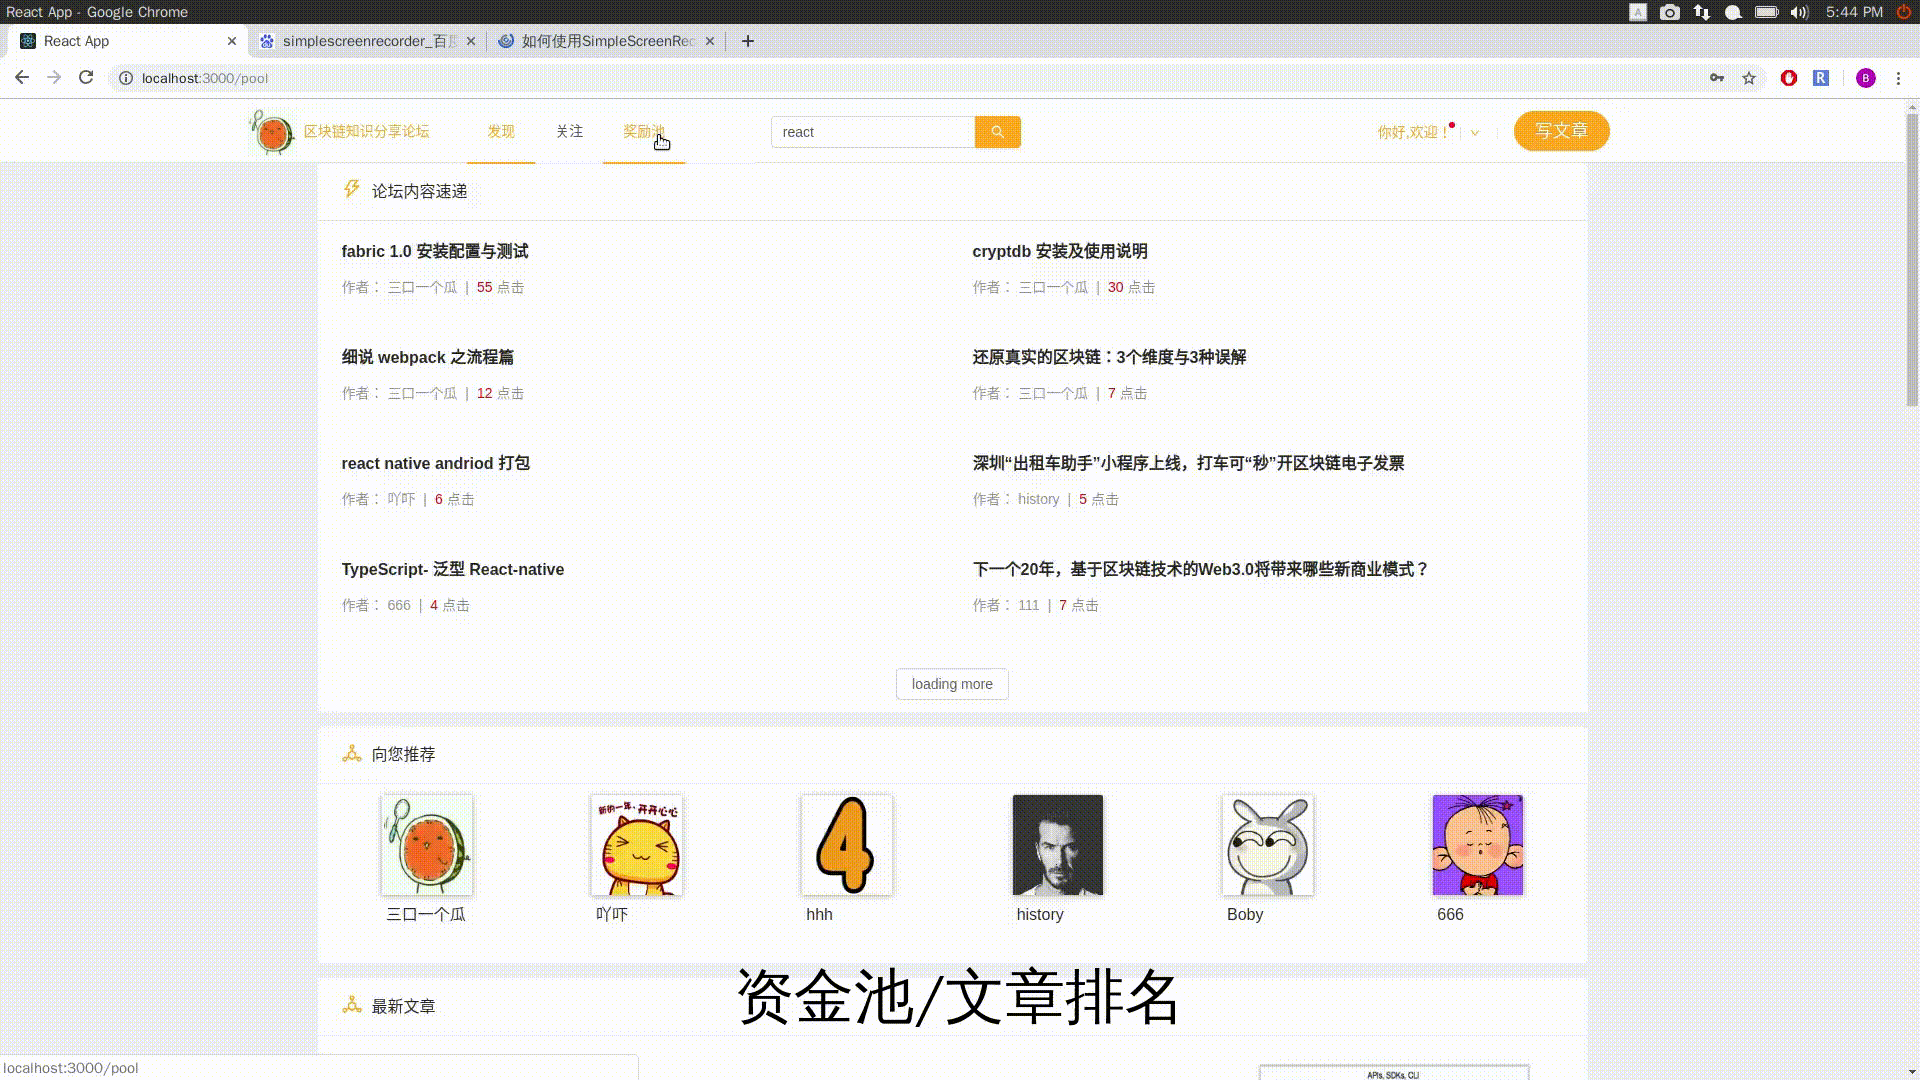 React App - Google Chrome
A
5:44 PM
React App
simplescreenrecorder_百度
如何使用SimpleScreenRec
localhost:3000/pool
R
B
区块链知识分享论坛
发现
关注
奖励池
react
你好,欢迎！
写文章
论坛内容速递
fabric 1.0 安装配置与测试
cryptdb 安装及使用说明
作者： 三口一个瓜 | 55 点击
作者： 三口一个瓜 | 30 点击
细说 webpack 之流程篇
还原真实的区块链：3个维度与3种误解
作者： 三口一个瓜 | 12 点击
作者： 三口一个瓜 | 7 点击
react native andriod 打包
深圳“出租车助手”小程序上线，打车可“秒”开区块链电子发票
作者： 吖吓 | 6 点击
作者： history | 5 点击
TypeScript- 泛型 React-native
下一个20年，基于区块链技术的Web3.0将带来哪些新商业模式？
作者： 666 | 4 点击
作者： 111 | 7 点击
loading more
向您推荐
新的一年·开开心心
4
三口一个瓜
吖吓
hhh
history
Boby
666
最新文章
资金池/文章排名
APIs, SDKs, CLI
localhost:3000/pool